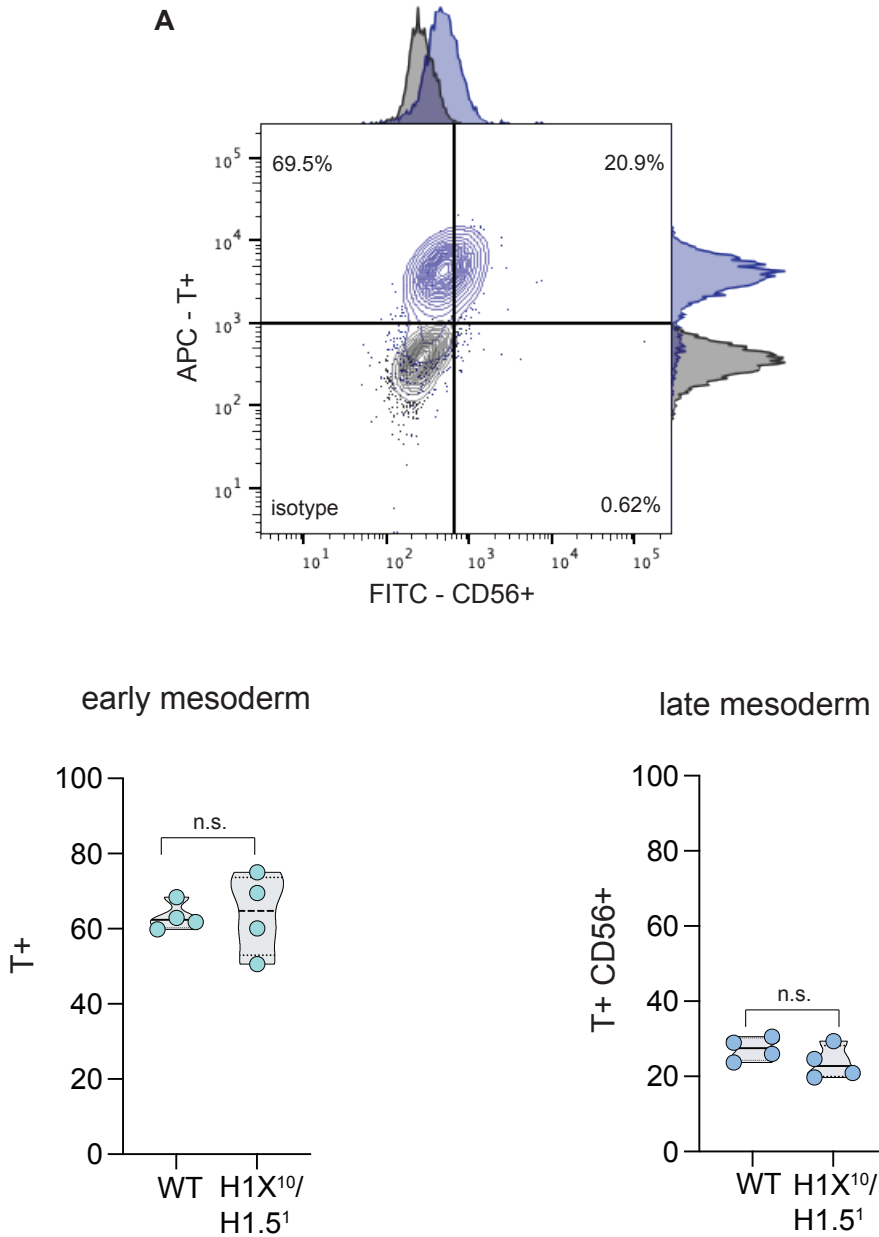 A
69.5%
20.9%
10⁵
10⁴
10³
10²
10¹
APC - T+
isotype
0.62%
10¹ 10² 10³ 10⁴ 10⁵
FITC - CD56+
early mesoderm
100
80
60
40
20
0
T+
n.s.
WT
H1X¹⁰/
H1.5¹
late mesoderm
100
80
60
40
20
0
T+ CD56+
n.s.
WT
H1X¹⁰/
H1.5¹